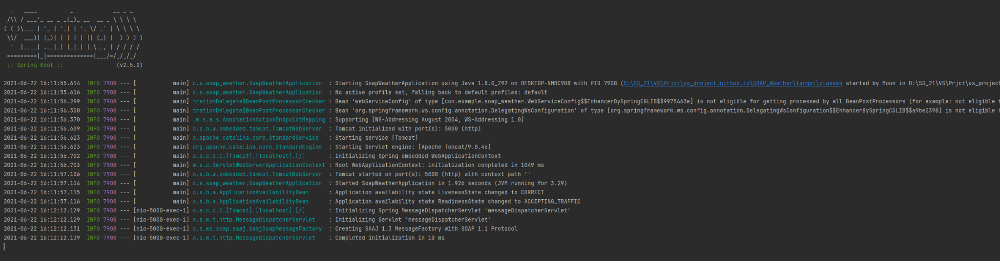 .   ____          _            __ _ _
 /\\ / ___'_ __ _ _(_)_ __  __ _ \ \ \ \
( ( )\___ | '_ | '_| | '_ \/ _` | \ \ \ \
 \\/  ___)| |_)| | | | | || (_| |  ) ) ) )
  '  |____| .__|_| |_|_| |_\__, | / / / /
 =========|_|==============|___/=/_/_/_/
 :: Spring Boot ::                (v2.5.0)
2021-06-22 16:11:55.614  INFO 7908 --- [           main] c.e.soap_weather.SoapWeatherApplication  : Starting SoapWeatherApplication using Java 1.8.0_292 on DESKTOP-NMRC9D8 with PID 7908 (D:\SS_21\VS\Prjct\vs_project.github.io\SOAP_Weather\target\classes started by Moon in D:\SS_21\VS\Prjct\vs_project
2021-06-22 16:11:55.616  INFO 7908 --- [           main] c.e.soap_weather.SoapWeatherApplication  : No active profile set, falling back to default profiles: default
2021-06-22 16:11:56.299  INFO 7908 --- [           main] trationDelegate$BeanPostProcessorChecker : Bean 'webServiceConfig' of type [com.example.soap_weather.WebServiceConfig$$EnhancerBySpringCGLIB$$9975463e] is not eligible for getting processed by all BeanPostProcessors (for example: not eligible f
2021-06-22 16:11:56.300  INFO 7908 --- [           main] trationDelegate$BeanPostProcessorChecker : Bean 'org.springframework.ws.config.annotation.DelegatingWsConfiguration' of type [org.springframework.ws.config.annotation.DelegatingWsConfiguration$$EnhancerBySpringCGLIB$$a9be2398] is not eligible f
2021-06-22 16:11:56.370  INFO 7908 --- [           main] .w.s.a.s.AnnotationActionEndpointMapping : Supporting [WS-Addressing August 2004, WS-Addressing 1.0]
2021-06-22 16:11:56.609  INFO 7908 --- [           main] o.s.b.w.embedded.tomcat.TomcatWebServer  : Tomcat initialized with port(s): 5000 (http)
2021-06-22 16:11:56.623  INFO 7908 --- [           main] o.apache.catalina.core.StandardService   : Starting service [Tomcat]
2021-06-22 16:11:56.623  INFO 7908 --- [           main] org.apache.catalina.core.StandardEngine  : Starting Servlet engine: [Apache Tomcat/9.0.46]
2021-06-22 16:11:56.702  INFO 7908 --- [           main] o.a.c.c.C.[Tomcat].[localhost].[/]       : Initializing Spring embedded WebApplicationContext
2021-06-22 16:11:56.703  INFO 7908 --- [           main] w.s.c.ServletWebServerApplicationContext : Root WebApplicationContext: initialization completed in 1049 ms
2021-06-22 16:11:57.106  INFO 7908 --- [           main] o.s.b.w.embedded.tomcat.TomcatWebServer  : Tomcat started on port(s): 5000 (http) with context path ''
2021-06-22 16:11:57.114  INFO 7908 --- [           main] c.e.soap_weather.SoapWeatherApplication  : Started SoapWeatherApplication in 1.926 seconds (JVM running for 3.29)
2021-06-22 16:11:57.115  INFO 7908 --- [           main] o.s.b.a.ApplicationAvailabilityBean      : Application availability state LivenessState changed to CORRECT
2021-06-22 16:11:57.116  INFO 7908 --- [           main] o.s.b.a.ApplicationAvailabilityBean      : Application availability state ReadinessState changed to ACCEPTING_TRAFFIC
2021-06-22 16:12:12.129  INFO 7908 --- [nio-5000-exec-1] o.a.c.c.C.[Tomcat].[localhost].[/]       : Initializing Spring MessageDispatcherServlet 'messageDispatcherServlet'
2021-06-22 16:12:12.129  INFO 7908 --- [nio-5000-exec-1] o.s.w.t.http.MessageDispatcherServlet    : Initializing Servlet 'messageDispatcherServlet'
2021-06-22 16:12:12.131  INFO 7908 --- [nio-5000-exec-1] o.s.ws.soap.saaj.SaajSoapMessageFactory  : Creating SAAJ 1.3 MessageFactory with SOAP 1.1 Protocol
2021-06-22 16:12:12.139  INFO 7908 --- [nio-5000-exec-1] o.s.w.t.http.MessageDispatcherServlet    : Completed initialization in 10 ms